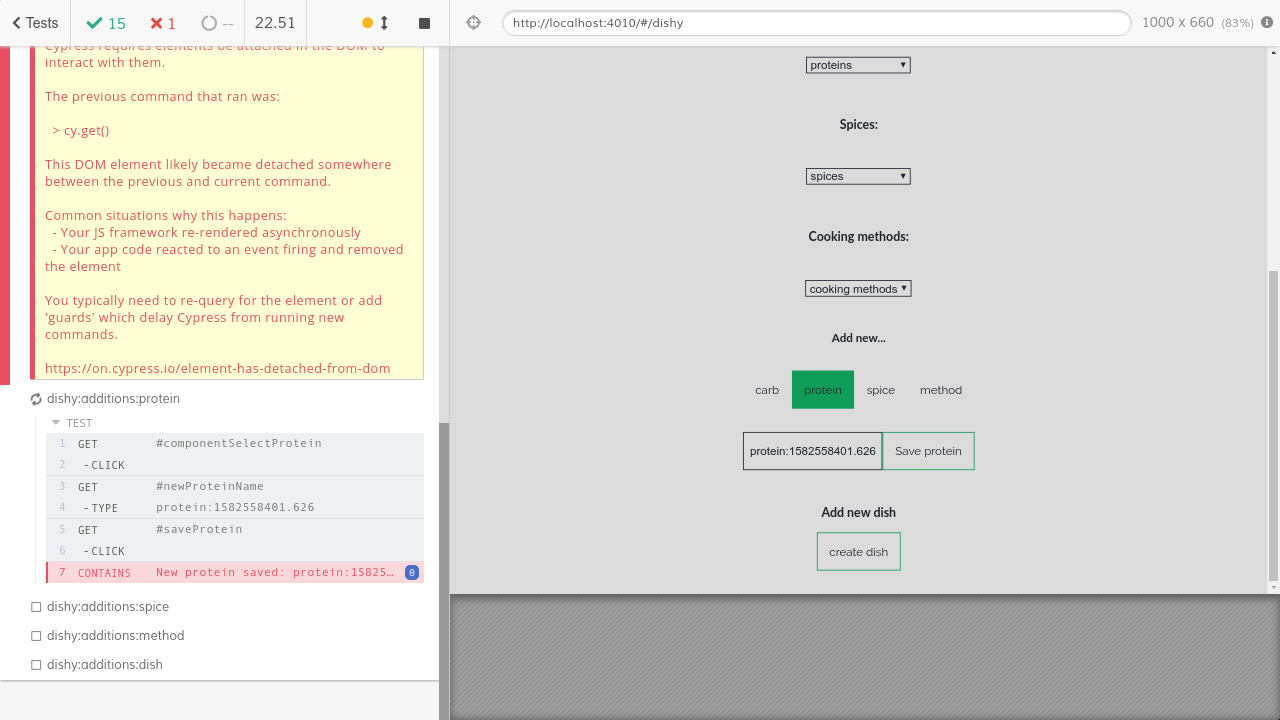 Tests
15
1
--
22.51
http://localhost:4010/#/dishy
1000 x 660 (83%)
Cypress requires elements be attached in the DOM to
interact with them.
The previous command that ran was:
> cy.get()
This DOM element likely became detached somewhere
between the previous and current command.
Common situations why this happens:
- Your JS framework re-rendered asynchronously
- Your app code reacted to an event firing and removed
the element
You typically need to re-query for the element or add
'guards' which delay Cypress from running new
commands.
https://on.cypress.io/element-has-detached-from-dom
dishy:additions:protein
TEST
1 GET #componentSelectProtein
2 -CLICK
3 GET #newProteinName
4 -TYPE protein:1582558401.626
5 GET #saveProtein
6 -CLICK
7 CONTAINS New protein saved: protein:15825… 0
dishy:additions:spice
dishy:additions:method
dishy:additions:dish
proteins
Spices:
spices
Cooking methods:
cooking methods
Add new...
carb protein spice method
protein:1582558401.626 Save protein
Add new dish
create dish